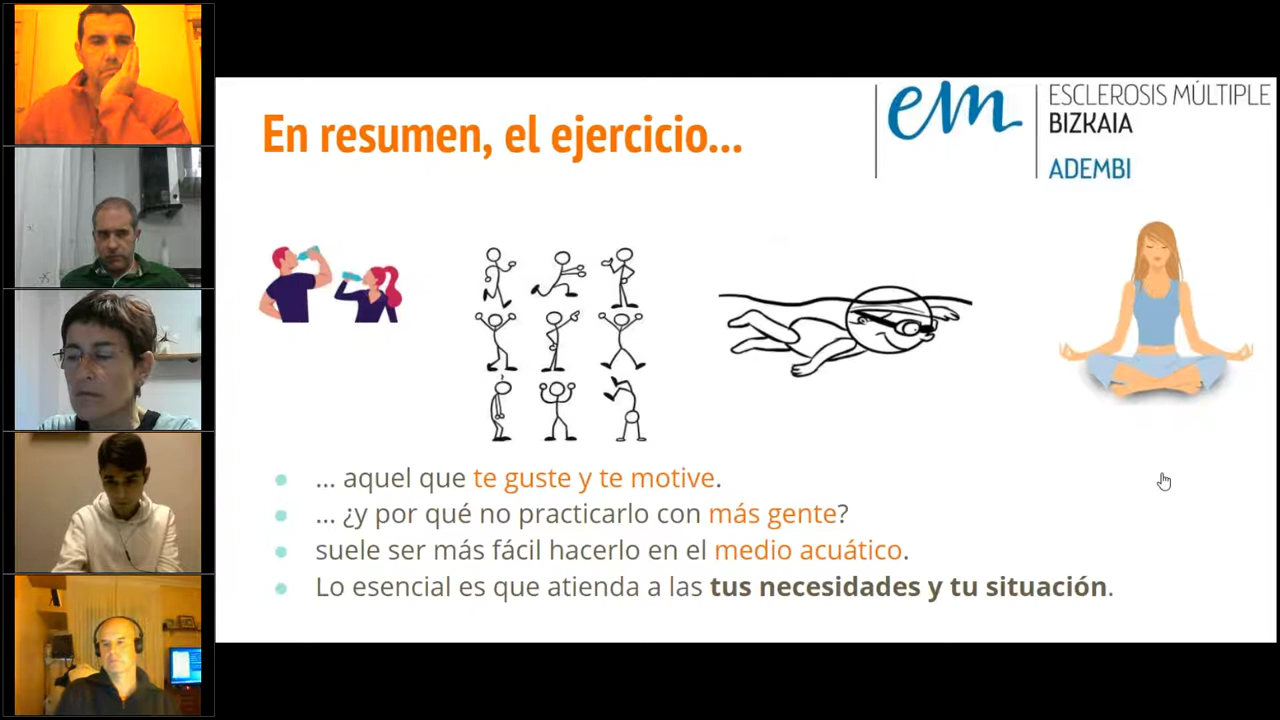 En resumen, el ejercicio...
em
ESCLEROSIS MÚLTIPLE
BIZKAIA
ADEMBI
... aquel que te guste y te motive.
... ¿y por qué no practicarlo con más gente?
suele ser más fácil hacerlo en el medio acuático.
Lo esencial es que atienda a las tus necesidades y tu situación.